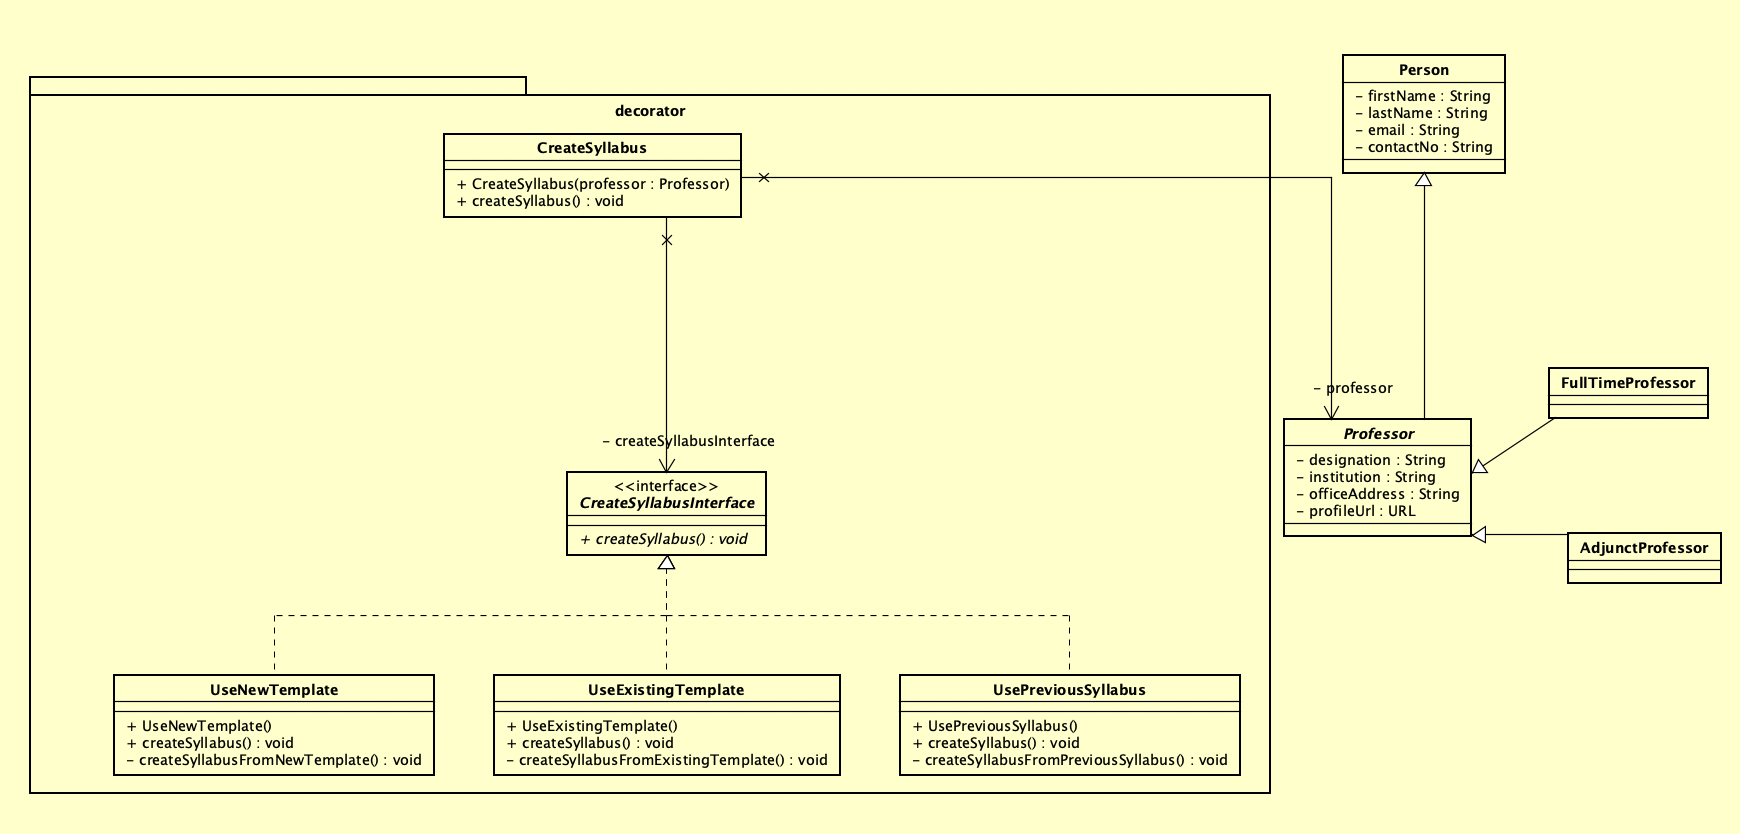 decorator
CreateSyllabus
+ CreateSyllabus(professor : Professor)
+ createSyllabus() : void
Person
- firstName : String
- lastName : String
- email : String
- contactNo : String
- professor
- createSyllabusInterface
<<interface>>
CreateSyllabusInterface
+ createSyllabus() : void
Professor
- designation : String
- institution : String
- officeAddress : String
- profileUrl : URL
FullTimeProfessor
AdjunctProfessor
UseNewTemplate
+ UseNewTemplate()
+ createSyllabus() : void
- createSyllabusFromNewTemplate() : void
UseExistingTemplate
+ UseExistingTemplate()
+ createSyllabus() : void
- createSyllabusFromExistingTemplate() : void
UsePreviousSyllabus
+ UsePreviousSyllabus()
+ createSyllabus() : void
- createSyllabusFromPreviousSyllabus() : void